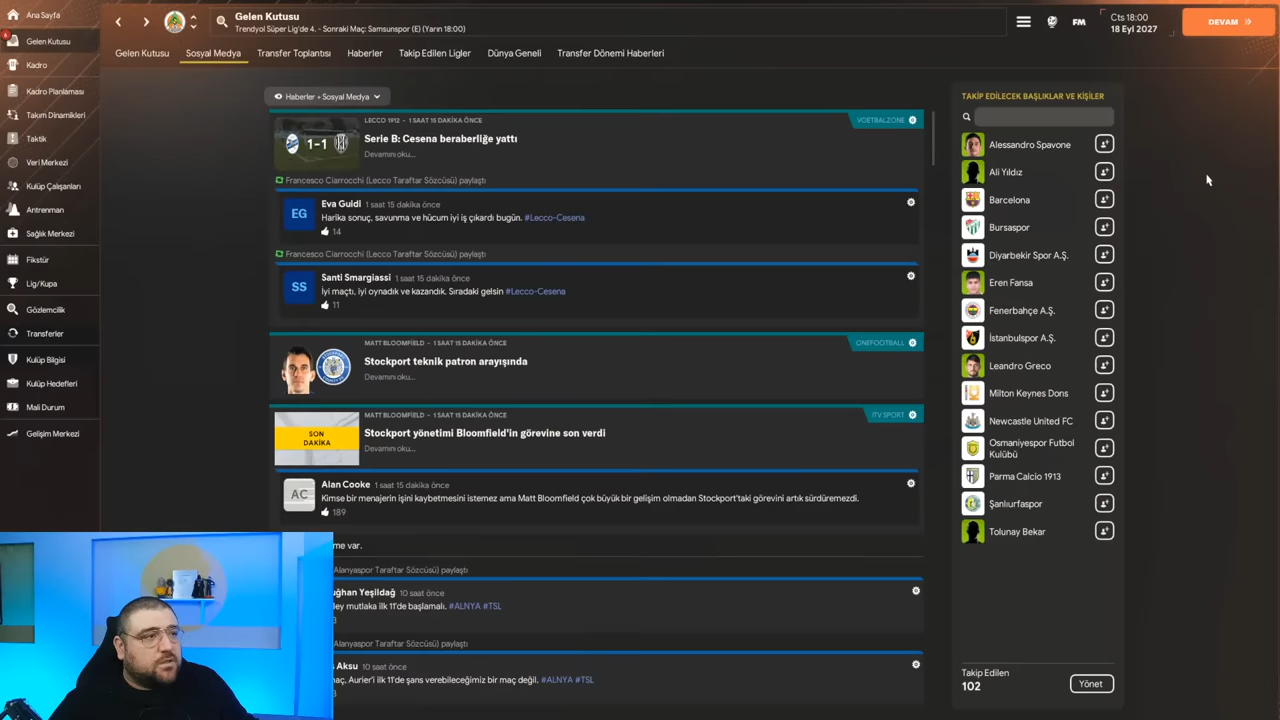 Ana Sayfa
6
Gelen Kutusu
Kadro
Kadro Planlaması
Takım Dinamikleri
Taktik
Veri Merkezi
Kulüp Çalışanları
Antrenman
Sağlık Merkezi
Fikstür
Lig/Kupa
Gözlemcilik
Transferler
Kulüp Bilgisi
Kulüp Hedefleri
Mali Durum
Gelişim Merkezi
Gelen Kutusu
Trendyol Süper Lig'de 4. - Sonraki Maç: Samsunspor (E) (Yarın 18:00)
FM
Cts 18:00
18 Eyl 2027
DEVAM
Gelen Kutusu Sosyal Medya Transfer Toplantısı Haberler Takip Edilen Ligler Dünya Geneli Transfer Dönemi Haberleri
Haberler + Sosyal Medya
LECCO 1912 - 1 SAAT 15 DAKİKA ÖNCE
VOETBALZONE
1-1
Serie B: Cesena beraberliğe yattı
Devamını oku...
Francesco Ciarrocchi (Lecco Taraftar Sözcüsü) paylaştı
EG
Eva Guidi 1 saat 15 dakika önce
Harika sonuç, savunma ve hücum iyi iş çıkardı bugün. #Lecco-Cesena
14
Francesco Ciarrocchi (Lecco Taraftar Sözcüsü) paylaştı
SS
Santi Smargiassi 1 saat 15 dakika önce
İyi maçtı, iyi oynadık ve kazandık. Sıradaki gelsin #Lecco-Cesena
11
MATT BLOOMFİELD - 1 SAAT 15 DAKİKA ÖNCE
ONEFOOTBALL
Stockport teknik patron arayışında
Devamını oku...
MATT BLOOMFİELD - 1 SAAT 15 DAKİKA ÖNCE
ITV SPORT
SON
DAKİKA
Stockport yönetimi Bloomfield'in görevine son verdi
Devamını oku...
AC
Alan Cooke 1 saat 15 dakika önce
Kimse bir menajerin işini kaybetmesini istemez ama Matt Bloomfield çok büyük bir gelişim olmadan Stockport'taki görevini artık sürdüremezdi.
189
me var.
Alanyaspor Taraftar Sözcüsü) paylaştı
uğhan Yeşildağ 10 saat önce
ley mutlaka ilk 11'de başlamalı. #ALNYA #TSL
3
Alanyaspor Taraftar Sözcüsü) paylaştı
Aksu 10 saat önce
aç, Aurier'i ilk 11'de şans verebileceğimiz bir maç değil. #ALNYA #TSL
TAKİP EDİLECEK BAŞLIKLAR VE KİŞİLER
Alessandro Spavone
Ali Yıldız
Barcelona
Bursaspor
Diyarbekir Spor A.Ş.
Eren Fansa
Fenerbahçe A.Ş.
İstanbulspor A.Ş.
Leandro Greco
Milton Keynes Dons
Newcastle United FC
Osmaniyespor Futbol
Kulübü
Parma Calcio 1913
Şanlıurfaspor
Tolunay Bekar
Takip Edilen
102
Yönet